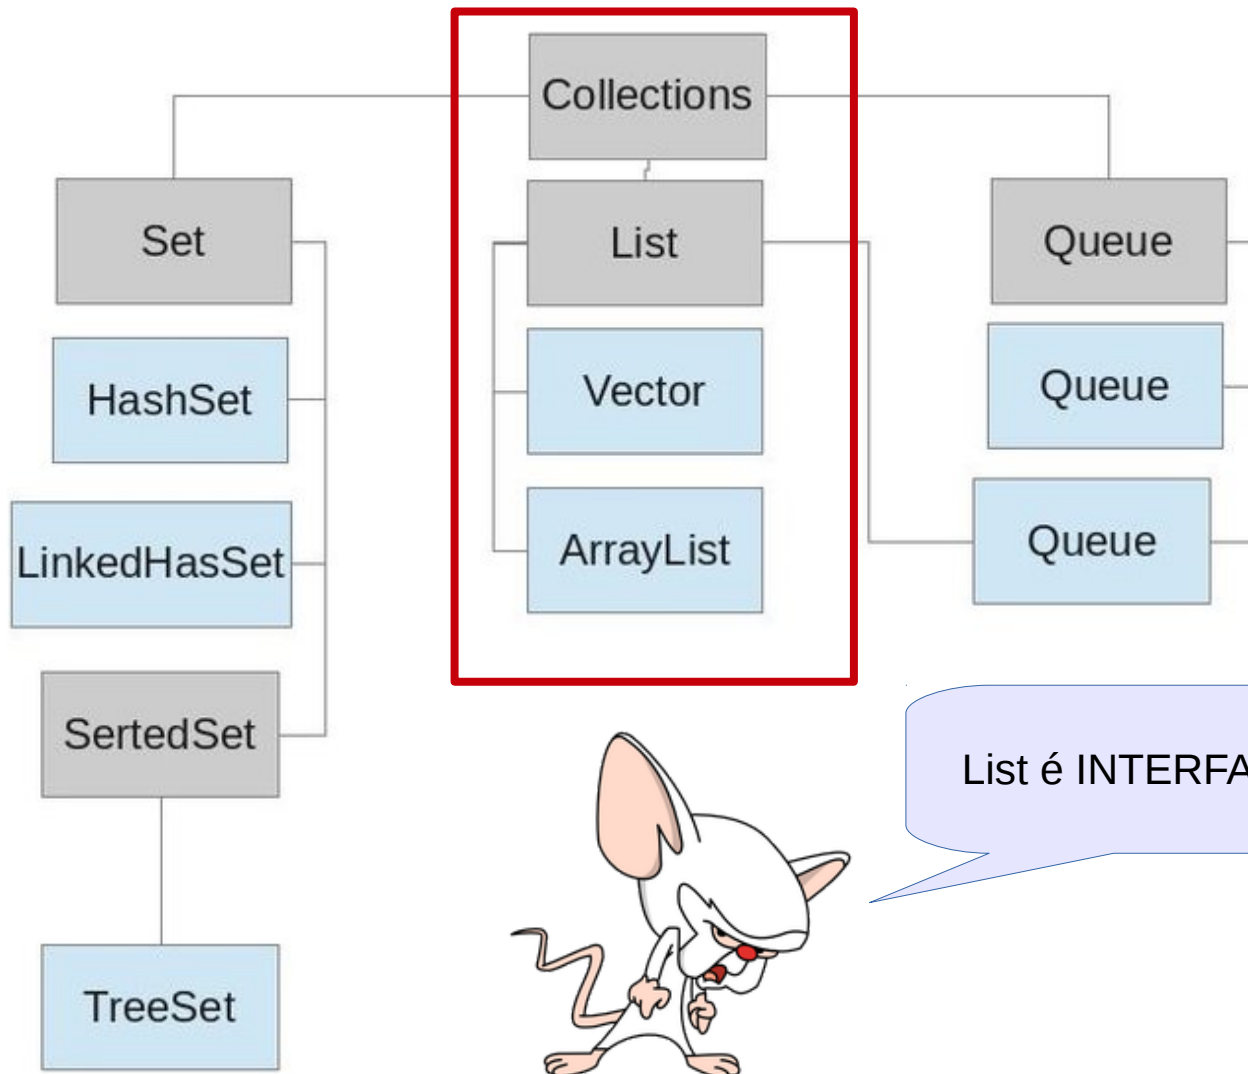 Collections
Set
List
Queue
HashSet
Vector
Queue
LinkedHasSet
ArrayList
Queue
SertedSet
List é INTERFA
TreeSet